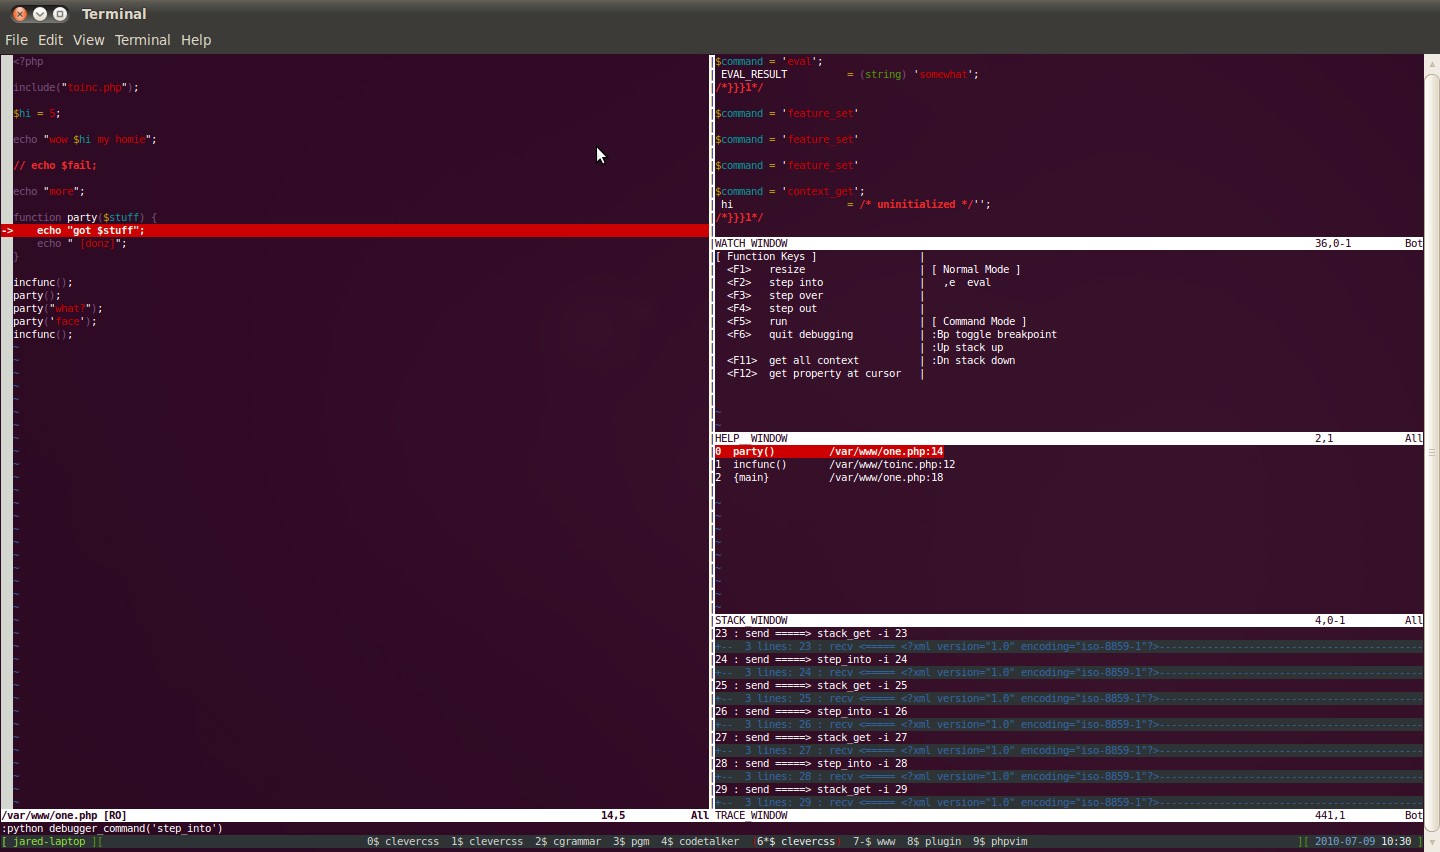 Terminal
File Edit View Terminal Help
<?php
include("toinc.php");
$hi = 5;
echo "wow $hi my homie";
// echo $fail;
echo "more";
function party($stuff) {
->    echo "got $stuff";
    echo " [donz]";
}
incfunc();
party();
party("what?");
party('face');
incfunc();
/var/www/one.php [RO] 14,5 All
$command = 'eval';
 EVAL_RESULT          = (string) 'somewhat';
/*}}}1*/
$command = 'feature_set'
$command = 'feature_set'
$command = 'feature_set'
$command = 'context_get';
 hi                   = /* uninitialized */'';
/*}}}1*/
WATCH_WINDOW 36,0-1 Bot
[ Function Keys ]                 |
  <F1>   resize                   | [ Normal Mode ]
  <F2>   step into                |   ,e  eval
  <F3>   step over                |
  <F4>   step out                 |
  <F5>   run                      | [ Command Mode ]
  <F6>   quit debugging           | :Bp toggle breakpoint
                                  | :Up stack up
  <F11>  get all context          | :Dn stack down
  <F12>  get property at cursor   |
HELP__WINDOW 2,1 All
0  party()         /var/www/one.php:14
1  incfunc()       /var/www/toinc.php:12
2  {main}          /var/www/one.php:18
STACK_WINDOW 4,0-1 All
23 : send =====> stack_get -i 23
+--  3 lines: 23 : recv <===== <?xml version="1.0" encoding="iso-8859-1"?>--------------------------------------------
24 : send =====> step_into -i 24
+--  3 lines: 24 : recv <===== <?xml version="1.0" encoding="iso-8859-1"?>--------------------------------------------
25 : send =====> stack_get -i 25
+--  3 lines: 25 : recv <===== <?xml version="1.0" encoding="iso-8859-1"?>--------------------------------------------
26 : send =====> step_into -i 26
+--  3 lines: 26 : recv <===== <?xml version="1.0" encoding="iso-8859-1"?>--------------------------------------------
27 : send =====> stack_get -i 27
+--  3 lines: 27 : recv <===== <?xml version="1.0" encoding="iso-8859-1"?>--------------------------------------------
28 : send =====> step_into -i 28
+--  3 lines: 28 : recv <===== <?xml version="1.0" encoding="iso-8859-1"?>--------------------------------------------
29 : send =====> stack_get -i 29
+--  3 lines: 29 : recv <===== <?xml version="1.0" encoding="iso-8859-1"?>--------------------------------------------
TRACE_WINDOW 441,1 Bot
:python debugger_command('step_into')
[ jared-laptop ][ 0$ clevercss  1$ clevercss  2$ cgrammar  3$ pgm  4$ codetalker  (6*$ clevercss)  7-$ www  8$ plugin  9$ phpvim ][ 2010-07-09 10:30 ]